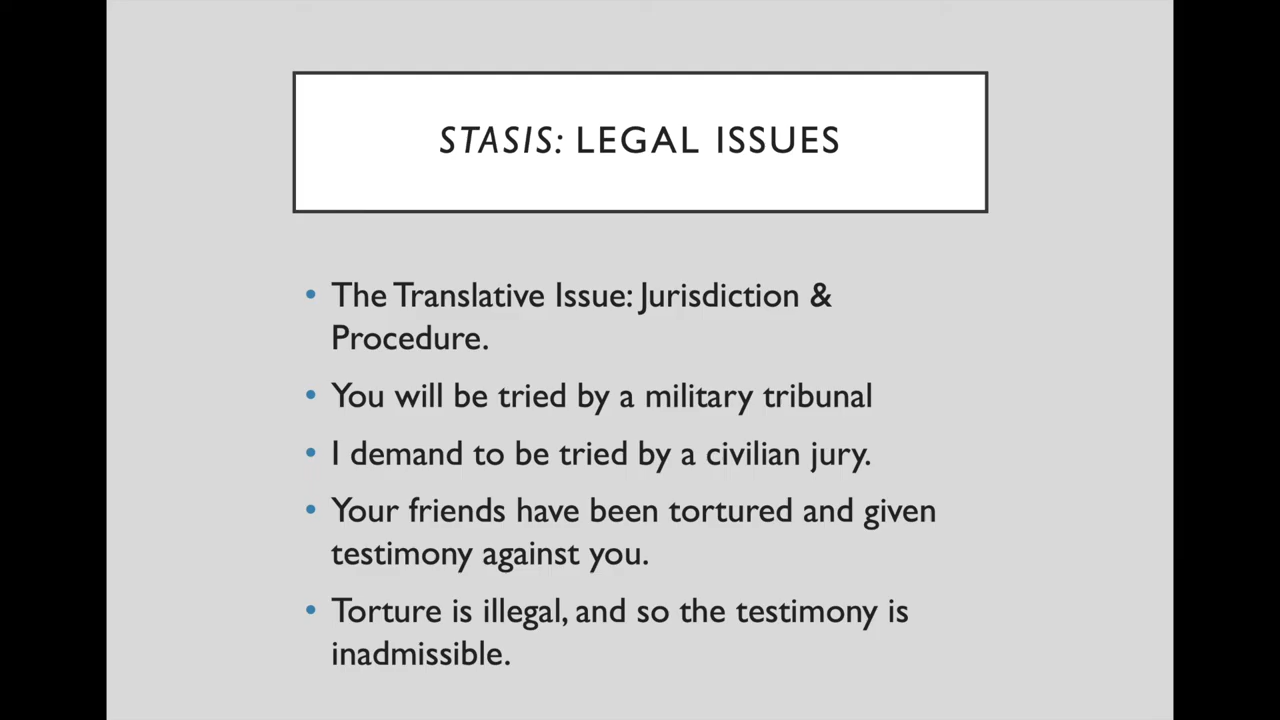 STASIS: LEGAL ISSUES
• The Translative Issue: Jurisdiction &
Procedure.
• You will be tried by a military tribunal
• I demand to be tried by a civilian jury.
• Your friends have been tortured and given
testimony against you.
• Torture is illegal, and so the testimony is
inadmissible.